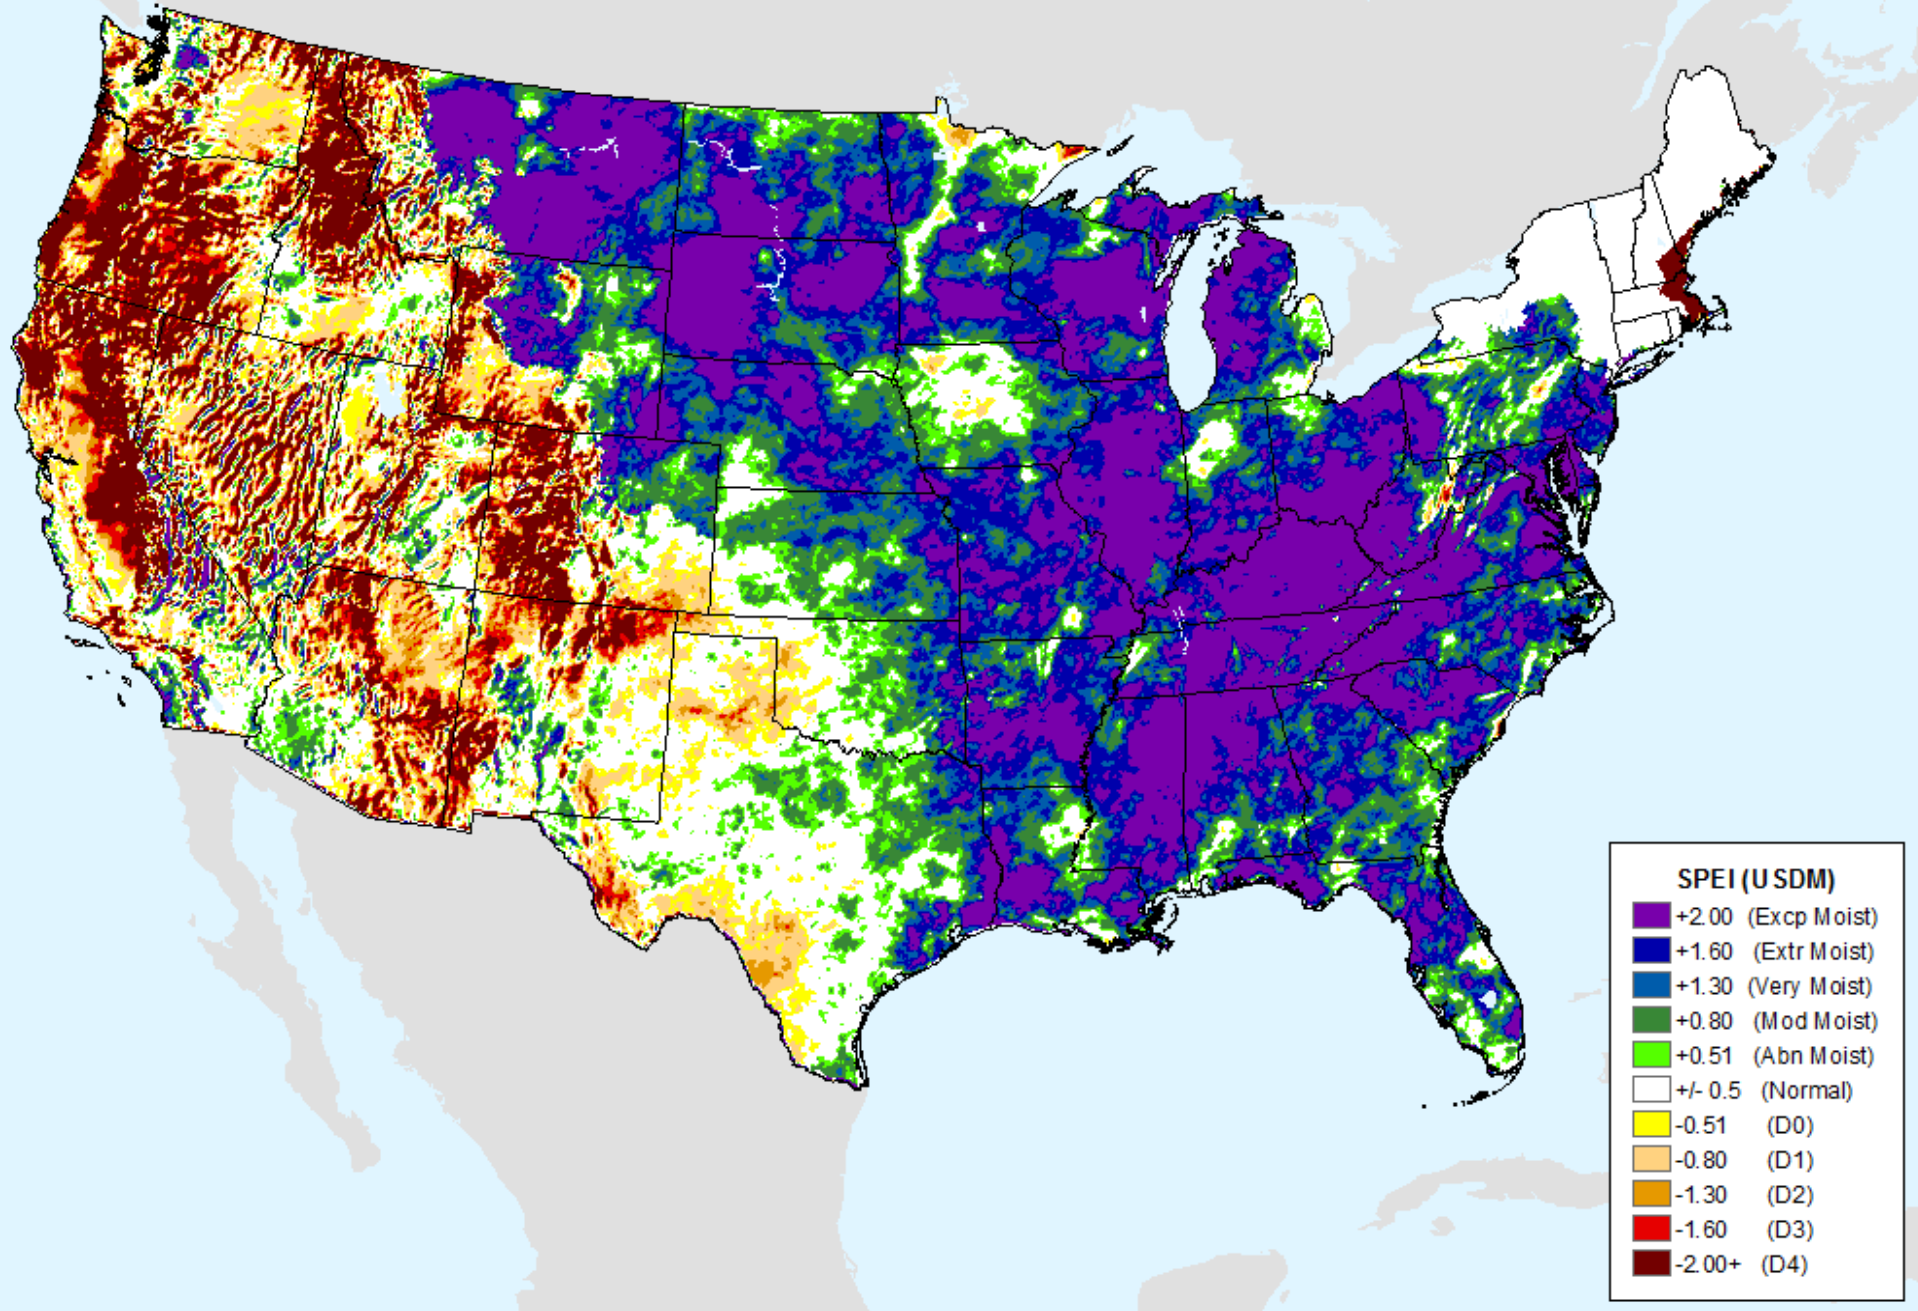 SPEI (USDM)
+2.00 (Excp Moist)
+1.60 (Extr Moist)
+1.30 (Very Moist)
+0.80 (Mod Moist)
+0.51 (Abn Moist)
+/- 0.5 (Normal)
-0.51 (D0)
-0.80 (D1)
-1.30 (D2)
-1.60 (D3)
-2.00+ (D4)